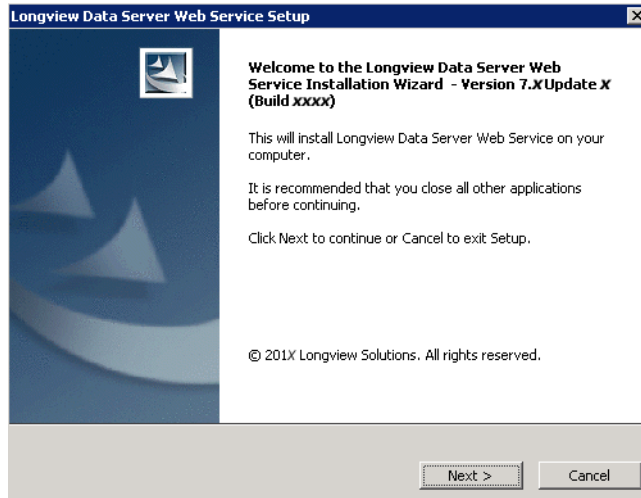 Longview Data Server Web Service Setup
Welcome to the Longview Data Server Web
Service Installation Wizard - Version 7.X Update X
(Build xxxx)
This will install Longview Data Server Web Service on your
computer.
It is recommended that you close all other applications
before continuing.
Click Next to continue or Cancel to exit Setup.
© 201X Longview Solutions. All rights reserved.
Next >
Cancel